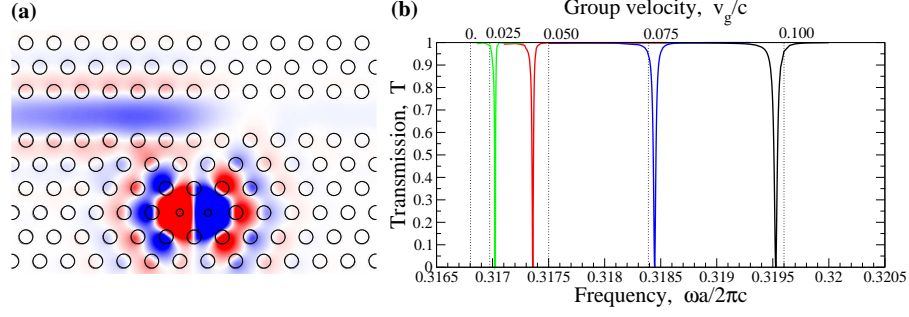 (a)
(b)
Group velocity, v_g/c
0. 0.025 0.050 0.075 0.100
Transmission, T
1
0.9
0.8
0.7
0.6
0.5
0.4
0.3
0.2
0.1
0
0.3165 0.317 0.3175 0.318 0.3185 0.319 0.3195 0.32 0.3205
Frequency, ωa/2πc